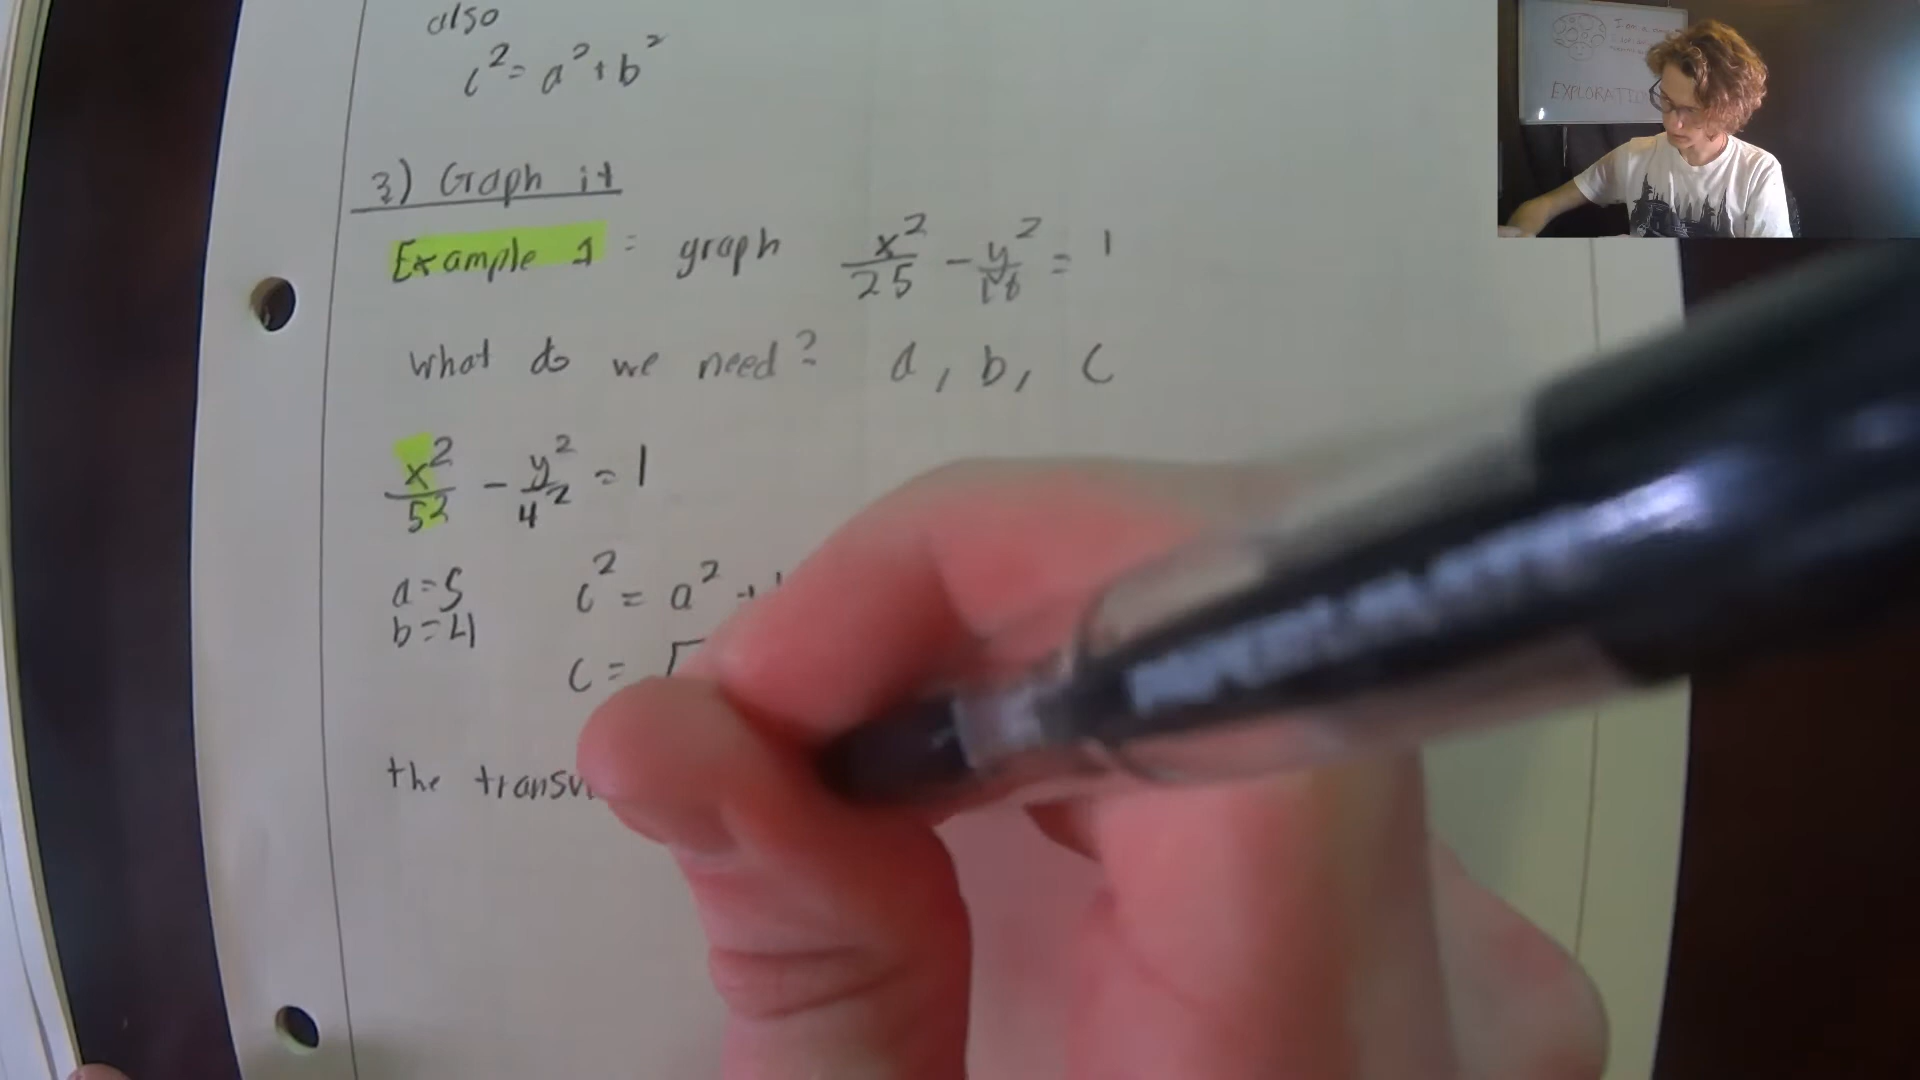 also
c² = a² + b²
3) Graph it
Example 1: graph x²/25 - y²/16 = 1
what do we need? a, b, c
x²/5² - y²/4² = 1
a=5 c² = a² +
b=4
c = √
the transv
EXPLORATIO